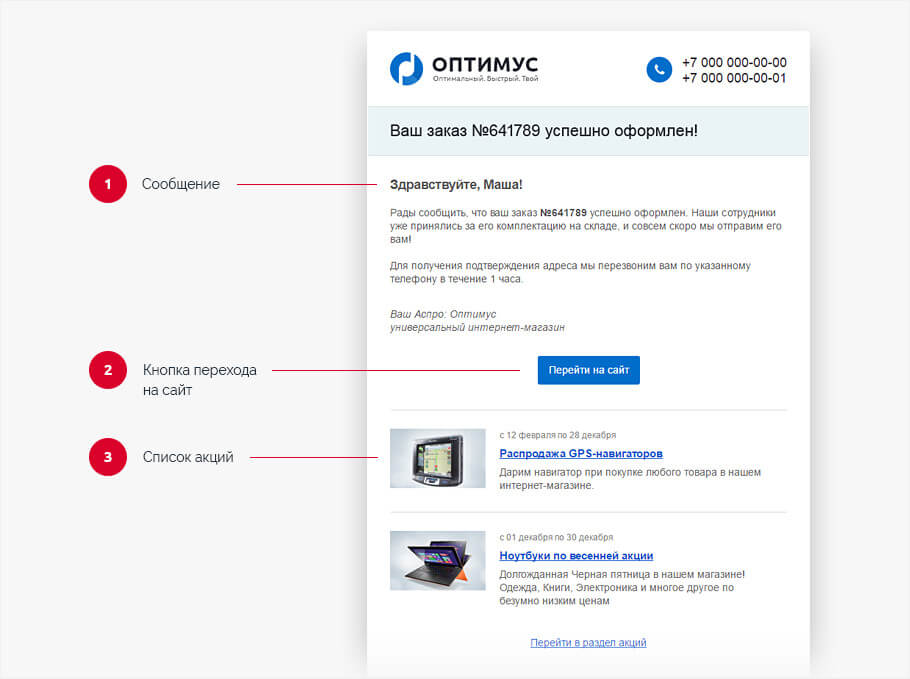 ОПТИМУС
Оптимальный. Быстрый. Твой
+7 000 000-00-00
+7 000 000-00-01
Ваш заказ №641789 успешно оформлен!
1
Сообщение
Здравствуйте, Маша!
Рады сообщить, что ваш заказ №641789 успешно оформлен. Наши сотрудники
уже принялись за его комплектацию на складе, и совсем скоро мы отправим его
вам!
Для получения подтверждения адреса мы перезвоним вам по указанному
телефону в течение 1 часа.
Ваш Аспро: Оптимус
универсальный интернет-магазин
2
Кнопка перехода
на сайт
Перейти на сайт
3
Список акций
с 12 февраля по 28 декабря
Распродажа GPS-навигаторов
Дарим навигатор при покупке любого товара в нашем
интернет-магазине.
с 01 декабря по 30 декабря
Ноутбуки по весенней акции
Долгожданная Черная пятница в нашем магазине!
Одежда, Книги, Электроника и многое другое по
безумно низким ценам
Перейти в раздел акций